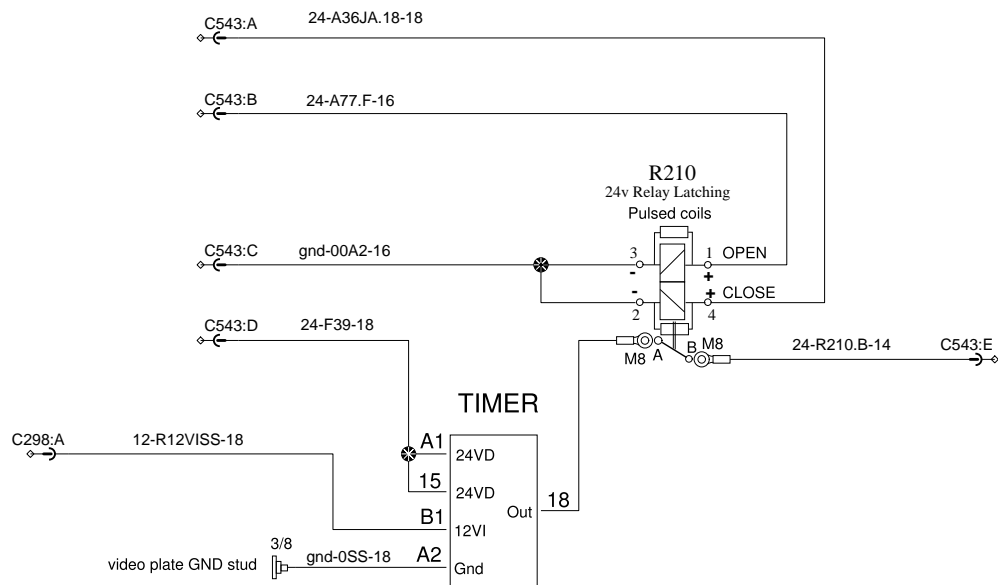 C543:A 24-A36JA.18-18
C543:B 24-A77.F-16
R210
24v Relay Latching
Pulsed coils
C543:C gnd-00A2-16 3 1 OPEN
- +
- + CLOSE
2 4
C543:D 24-F39-18
M8 A B M8 24-R210.B-14 C543:E
TIMER
C298:A 12-R12VISS-18 A1 24VD
15 24VD
Out 18
B1 12VI
3/8
video plate GND stud gnd-0SS-18 A2 Gnd